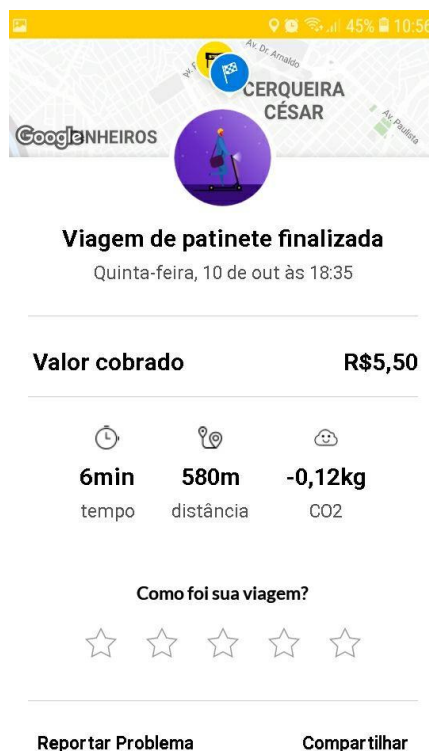 45% 10:56
Av. Dr. Arnaldo
CERQUEIRA
CÉSAR
Av. Paulista
Google
NHEIROS
Viagem de patinete finalizada
Quinta-feira, 10 de out às 18:35
Valor cobrado R$5,50
6min 580m -0,12kg
tempo distância CO2
Como foi sua viagem?
Reportar Problema Compartilhar